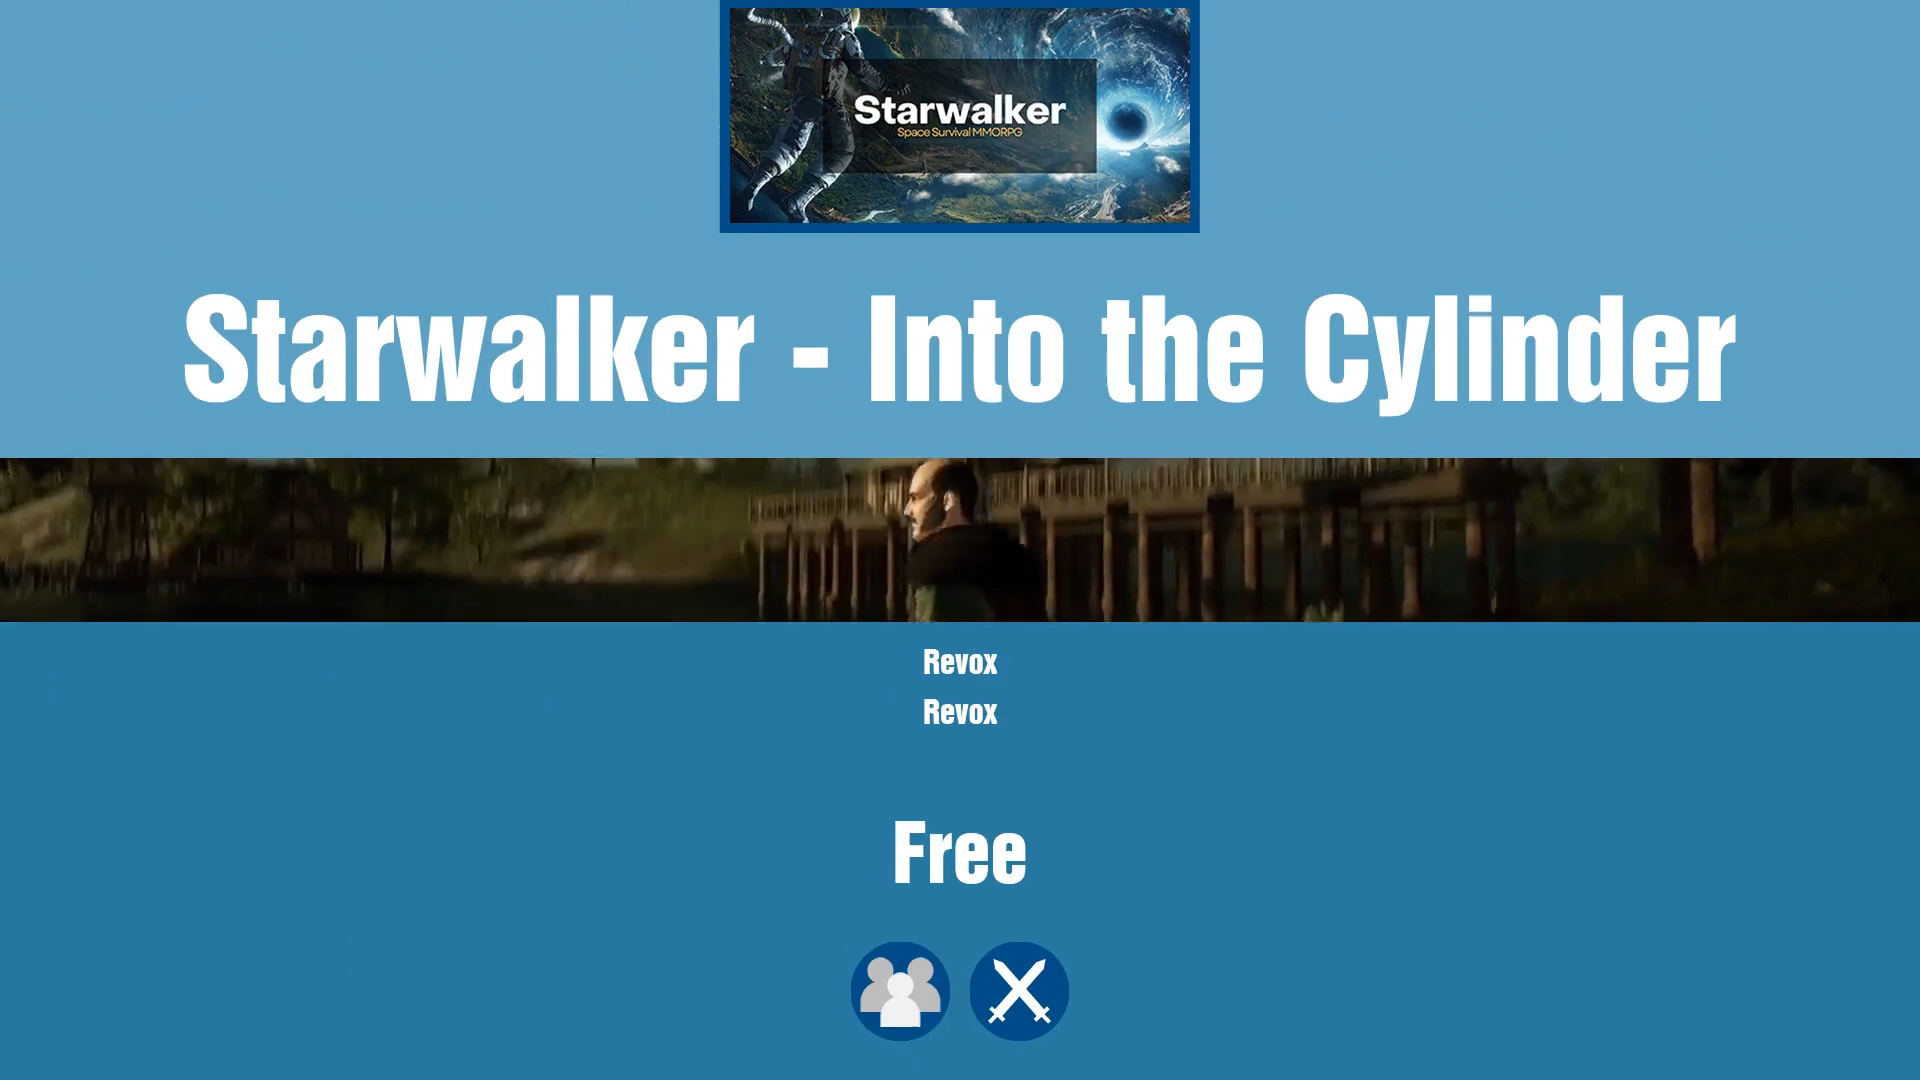 Starwalker
Space Survival MMORPG
Starwalker - Into the Cylinder
Revox
Revox
Free